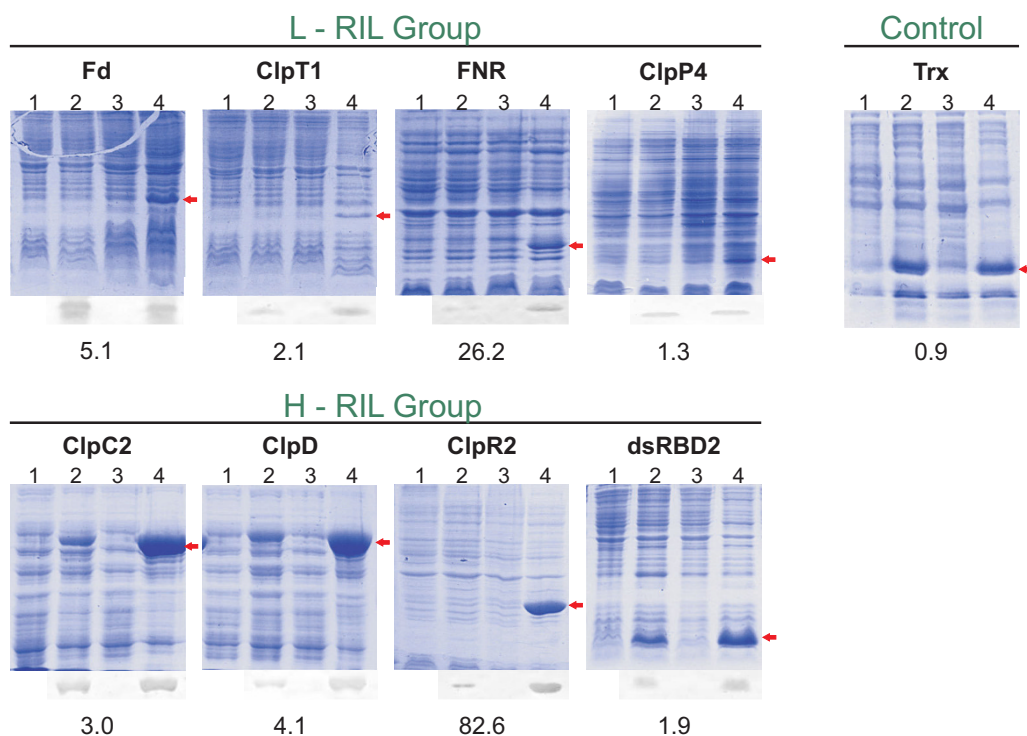 L - RIL Group Control
Fd ClpT1 FNR ClpP4 Trx
1 2 3 4 1 2 3 4 1 2 3 4 1 2 3 4 1 2 3 4
5.1 2.1 26.2 1.3 0.9
H - RIL Group
ClpC2 ClpD ClpR2 dsRBD2
1 2 3 4 1 2 3 4 1 2 3 4 1 2 3 4
3.0 4.1 82.6 1.9